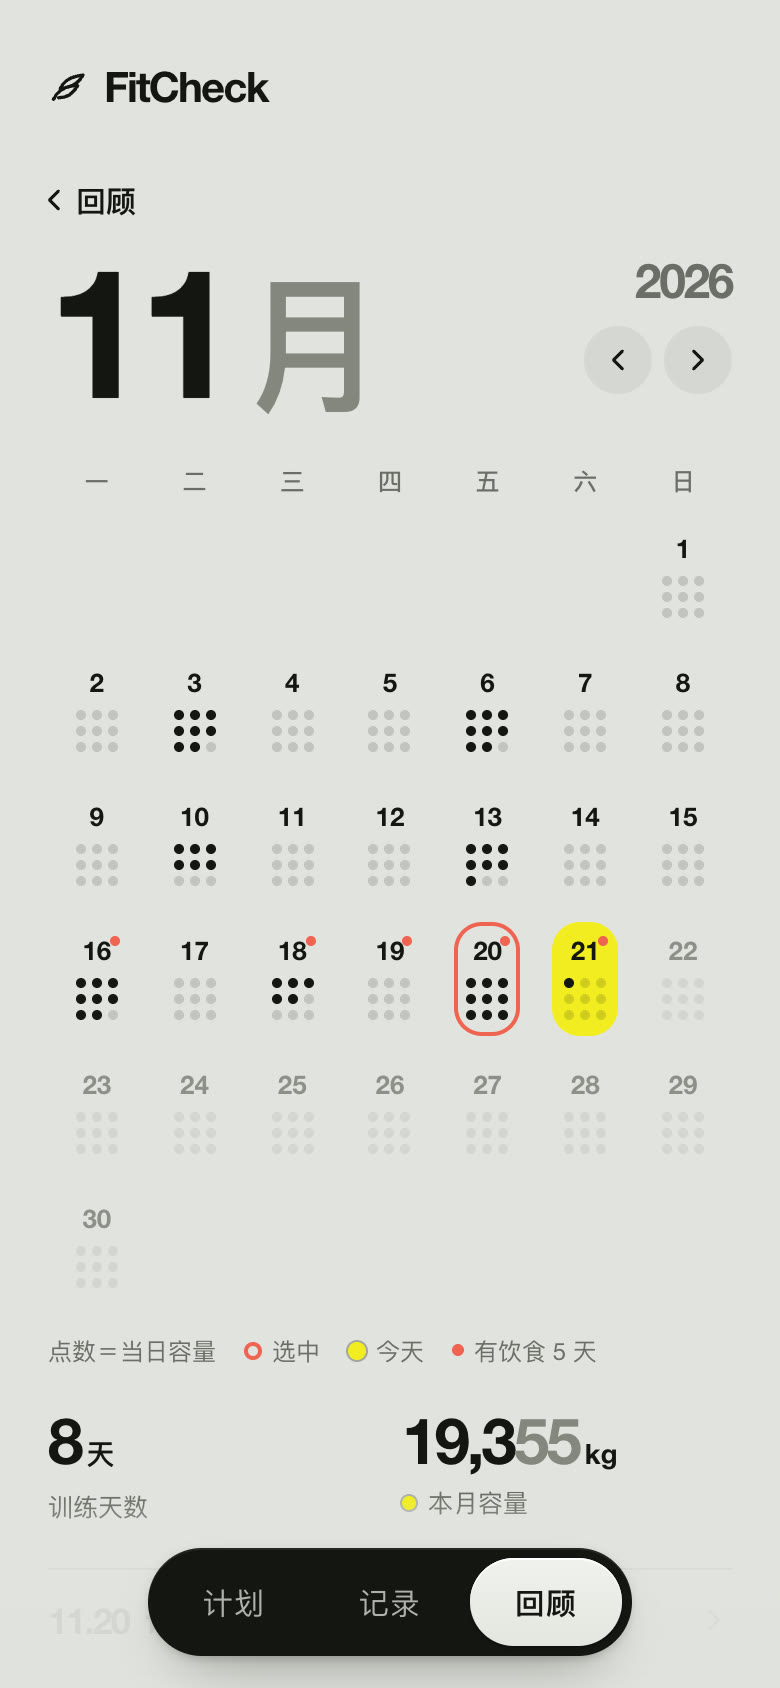 FitCheck
回顾
11 月
2026
一 二 三 四 五 六 日
1
2 3 4 5 6 7 8
9 10 11 12 13 14 15
16 17 18 19 20 21 22
23 24 25 26 27 28 29
30
点数=当日容量 选中 今天 有饮食 5 天
8天 19,355kg
训练天数 本月容量
11.20
计划 记录 回顾